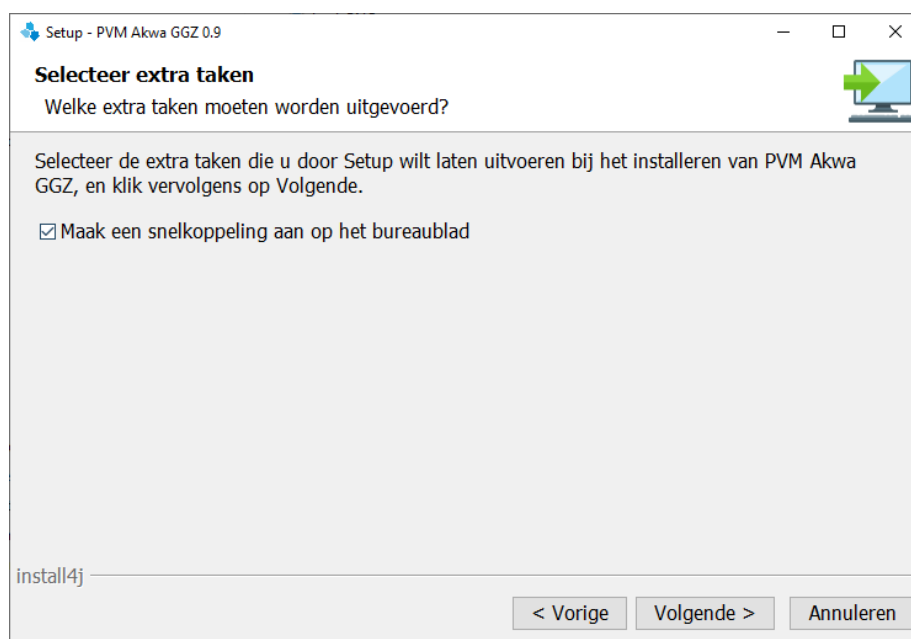 Setup - PVM Akwa GGZ 0.9
Selecteer extra taken
Welke extra taken moeten worden uitgevoerd?
Selecteer de extra taken die u door Setup wilt laten uitvoeren bij het installeren van PVM Akwa
GGZ, en klik vervolgens op Volgende.
Maak een snelkoppeling aan op het bureaublad
install4j
< Vorige
Volgende >
Annuleren